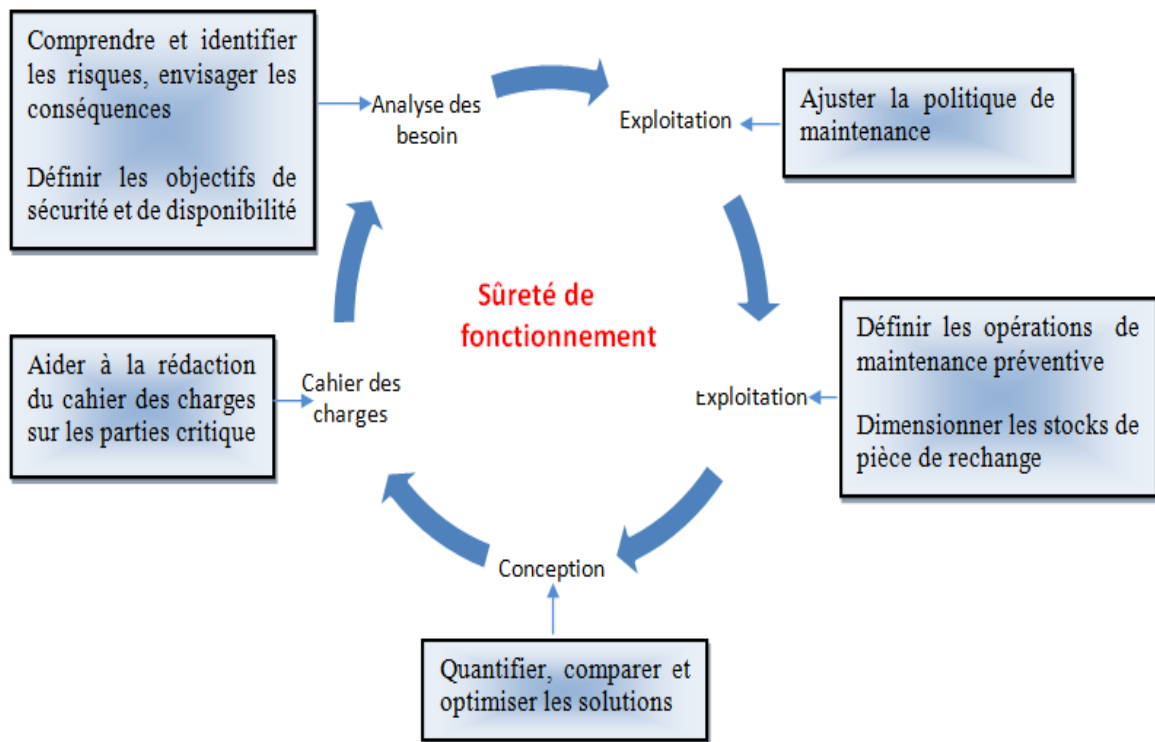 Comprendre et identifier
les risques, envisager les
conséquences
Définir les objectifs de
sécurité et de disponibilité
Analyse des
besoin
Exploitation
Ajuster la politique de
maintenance
Sûreté de
fonctionnement
Définir les opérations de
maintenance préventive
Dimensionner les stocks de
pièce de rechange
Exploitation
Aider à la rédaction
du cahier des charges
sur les parties critique
Cahier des
charges
Conception
Quantifier, comparer et
optimiser les solutions